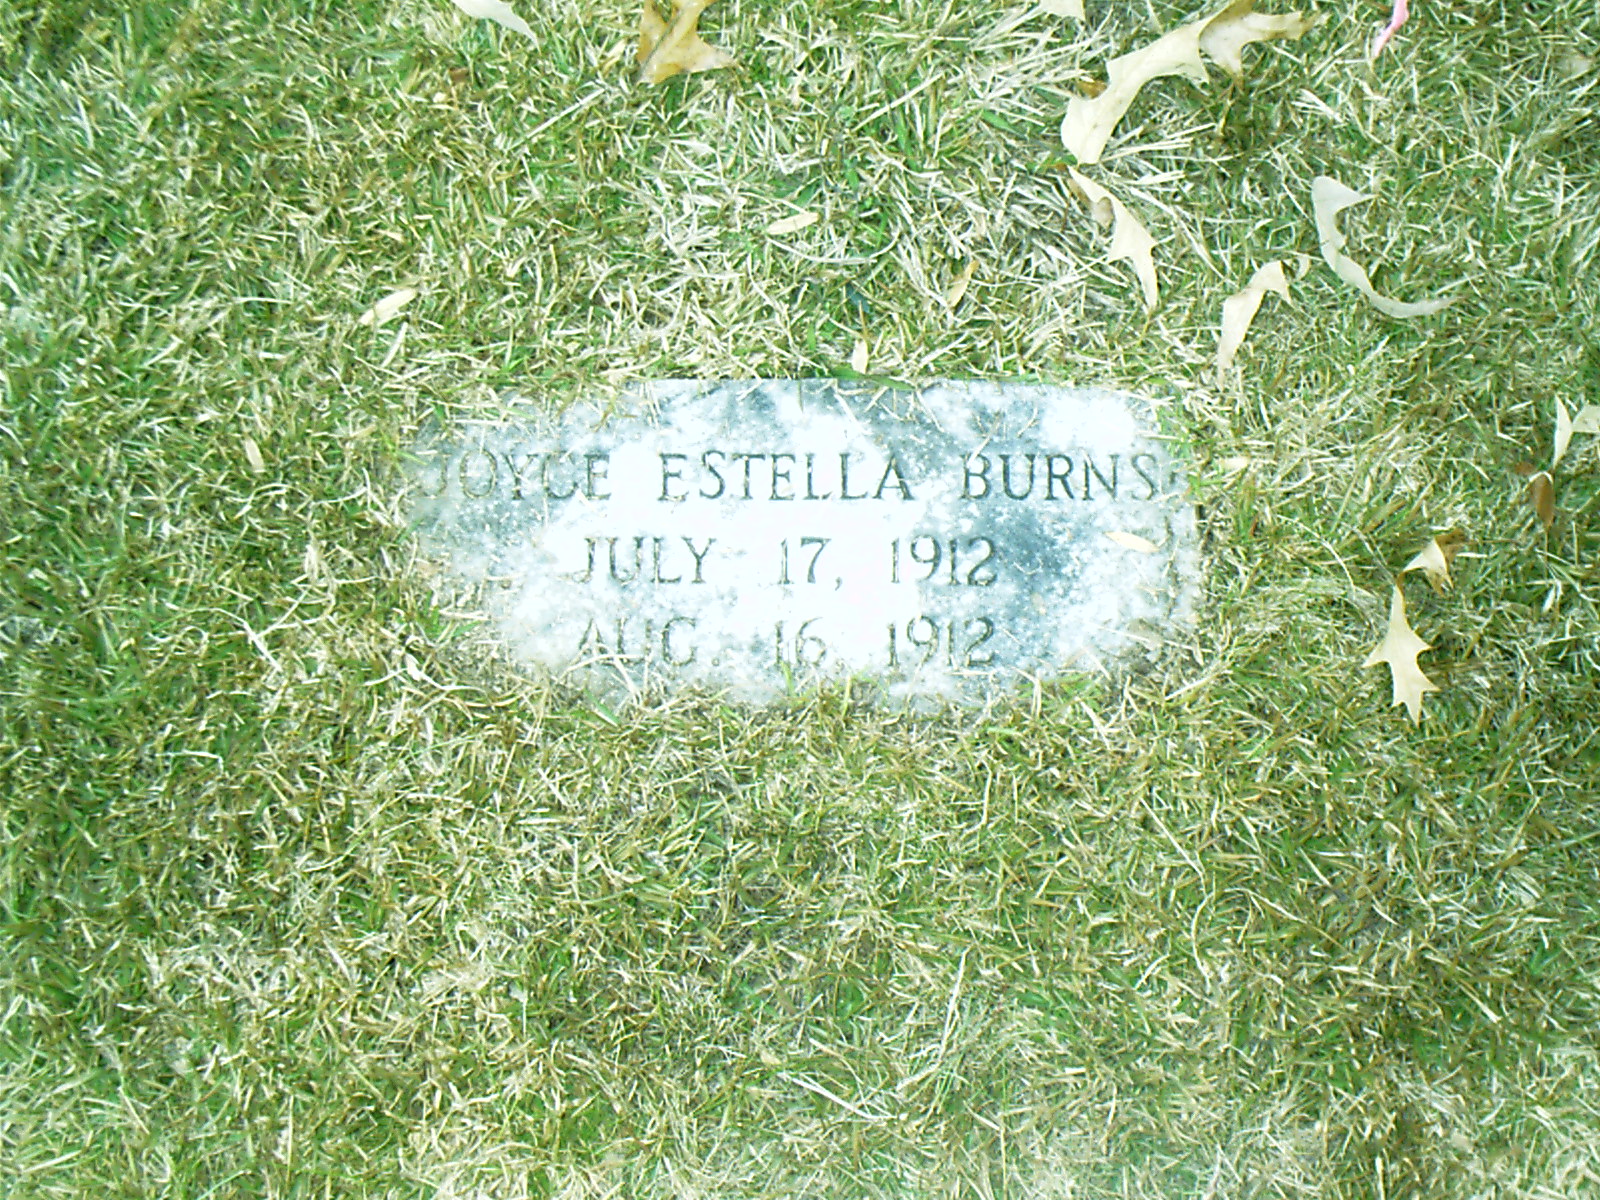 JOYCE ESTELLA BURNS
JULY 17, 1912
AUG. 16, 1912